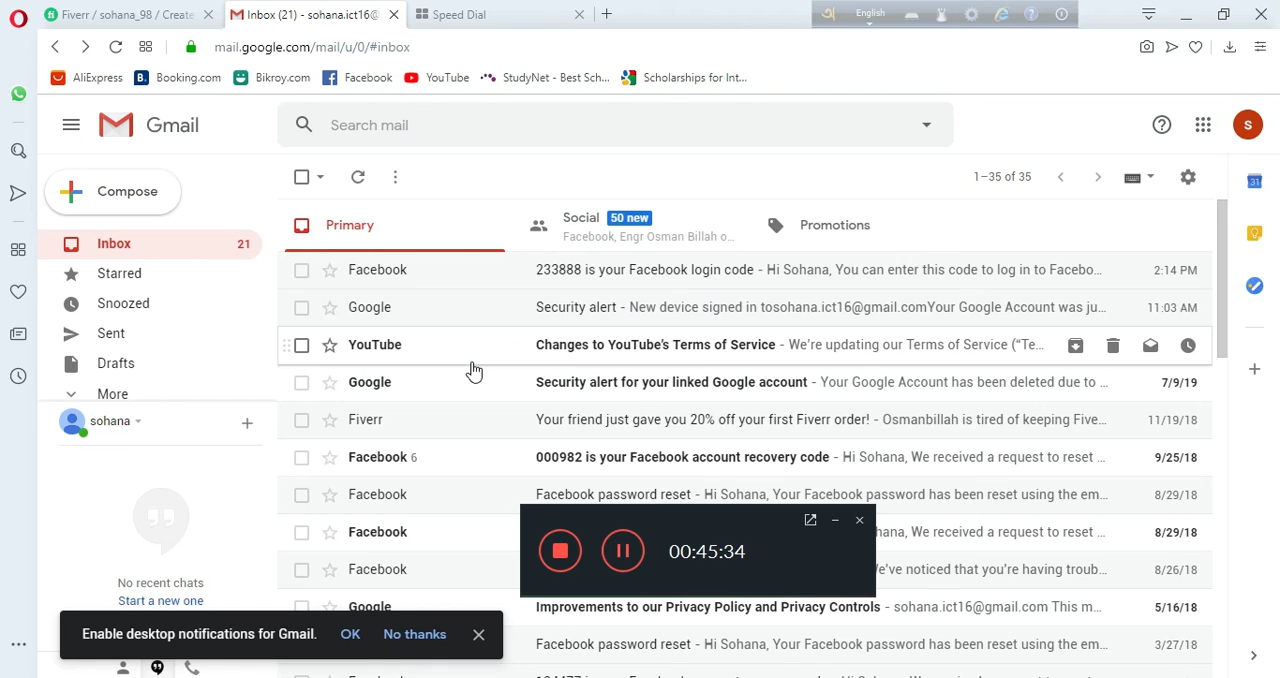 Fiverr / sohana_98 / Create
Inbox (21) - sohana.ict16@
Speed Dial
English
mail.google.com/mail/u/0/#inbox
AliExpress
Booking.com
Bikroy.com
Facebook
YouTube
StudyNet - Best Sch...
Scholarships for Int...
Gmail
Search mail
S
Compose
1–35 of 35
Inbox 21
Starred
Snoozed
Sent
Drafts
More
sohana
No recent chats
Start a new one
Primary
Social 50 new
Facebook, Engr Osman Billah o...
Promotions
Facebook 233888 is your Facebook login code - Hi Sohana, You can enter this code to log in to Facebo... 2:14 PM
Google Security alert - New device signed in tosohana.ict16@gmail.comYour Google Account was ju... 11:03 AM
YouTube Changes to YouTube's Terms of Service - We're updating our Terms of Service ("Te...
Google Security alert for your linked Google account - Your Google Account has been deleted due to ... 7/9/19
Fiverr Your friend just gave you 20% off your first Fiverr order! - Osmanbillah is tired of keeping Five... 11/19/18
Facebook 6 000982 is your Facebook account recovery code - Hi Sohana, We received a request to reset ... 9/25/18
Facebook Facebook password reset - Hi Sohana, Your Facebook password has been reset using the em... 8/29/18
Facebook We received a request to reset ... 8/29/18
Facebook noticed that you're having troub... 8/26/18
Google Improvements to our Privacy Policy and Privacy Controls - sohana.ict16@gmail.com This m... 5/16/18
Facebook password reset - Hi Sohana, Your Facebook password has been reset using the em... 3/27/18
00:45:34
Enable desktop notifications for Gmail. OK No thanks